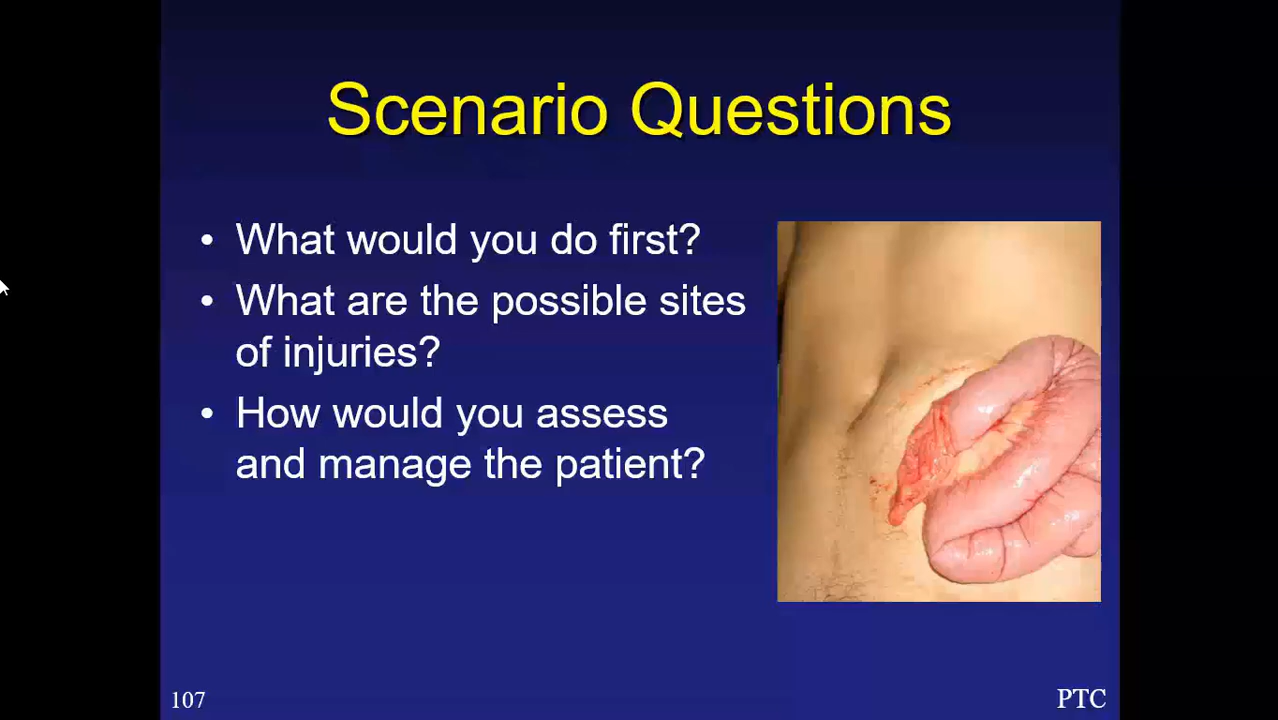 Scenario Questions
• What would you do first?
• What are the possible sites
of injuries?
• How would you assess
and manage the patient?
107
PTC